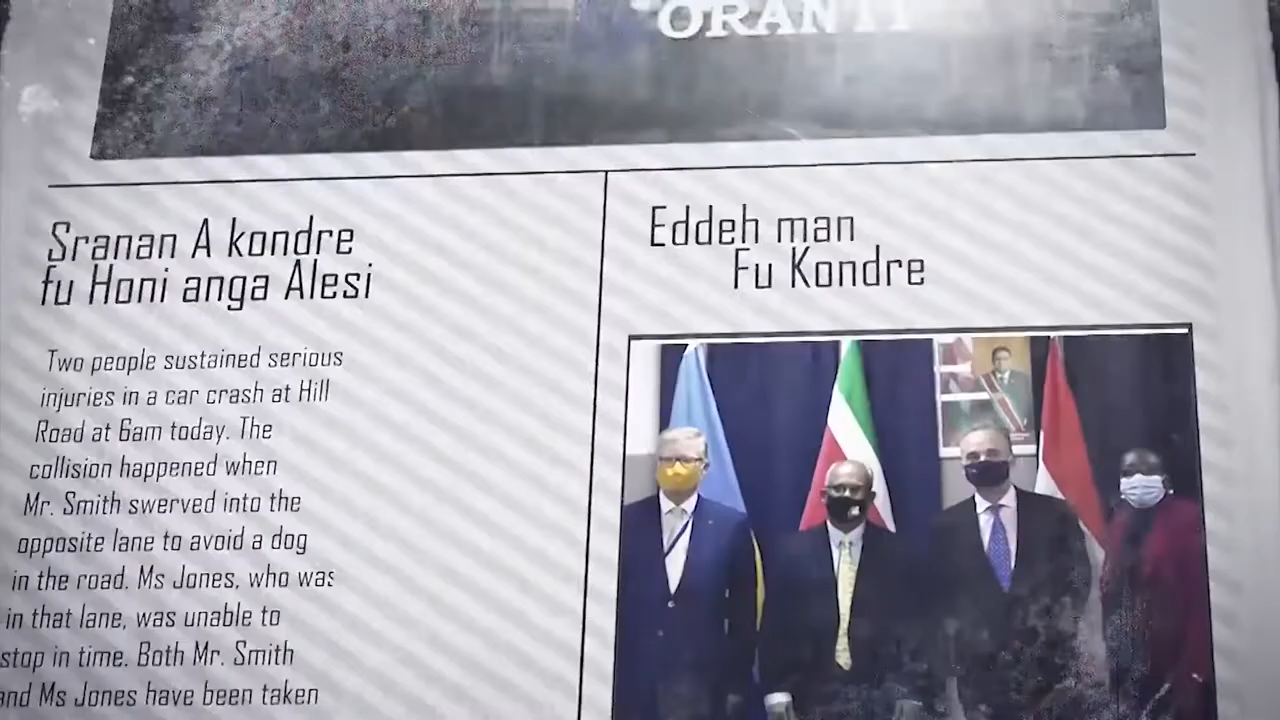 ORANTI
Sranan A kondre
fu Honi anga Alesi
Two people sustained serious
injuries in a car crash at Hill
Road at 6am today. The
collision happened when
Mr. Smith swerved into the
opposite lane to avoid a dog
in the road. Ms Jones, who was
in that lane, was unable to
stop in time. Both Mr. Smith
and Ms Jones have been taken
Eddeh man
Fu Kondre